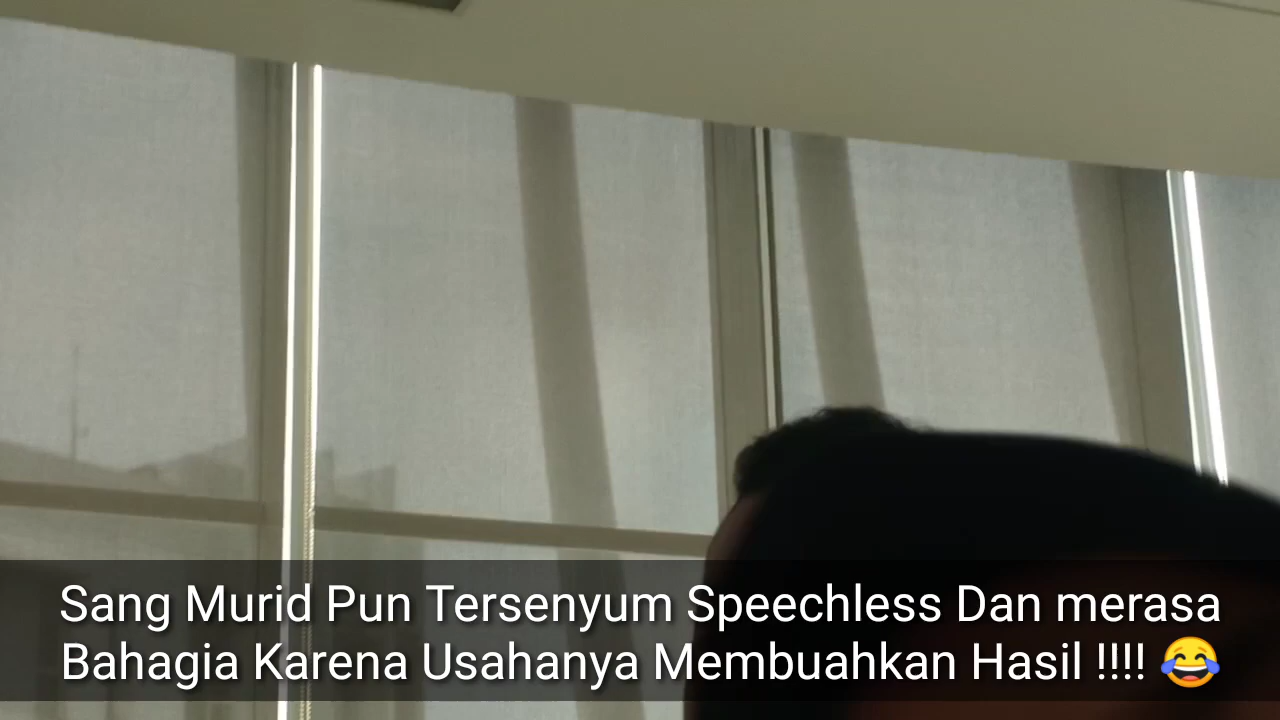 Sang Murid Pun Tersenyum Speechless Dan merasa
Bahagia Karena Usahanya Membuahkan Hasil !!!! 😂